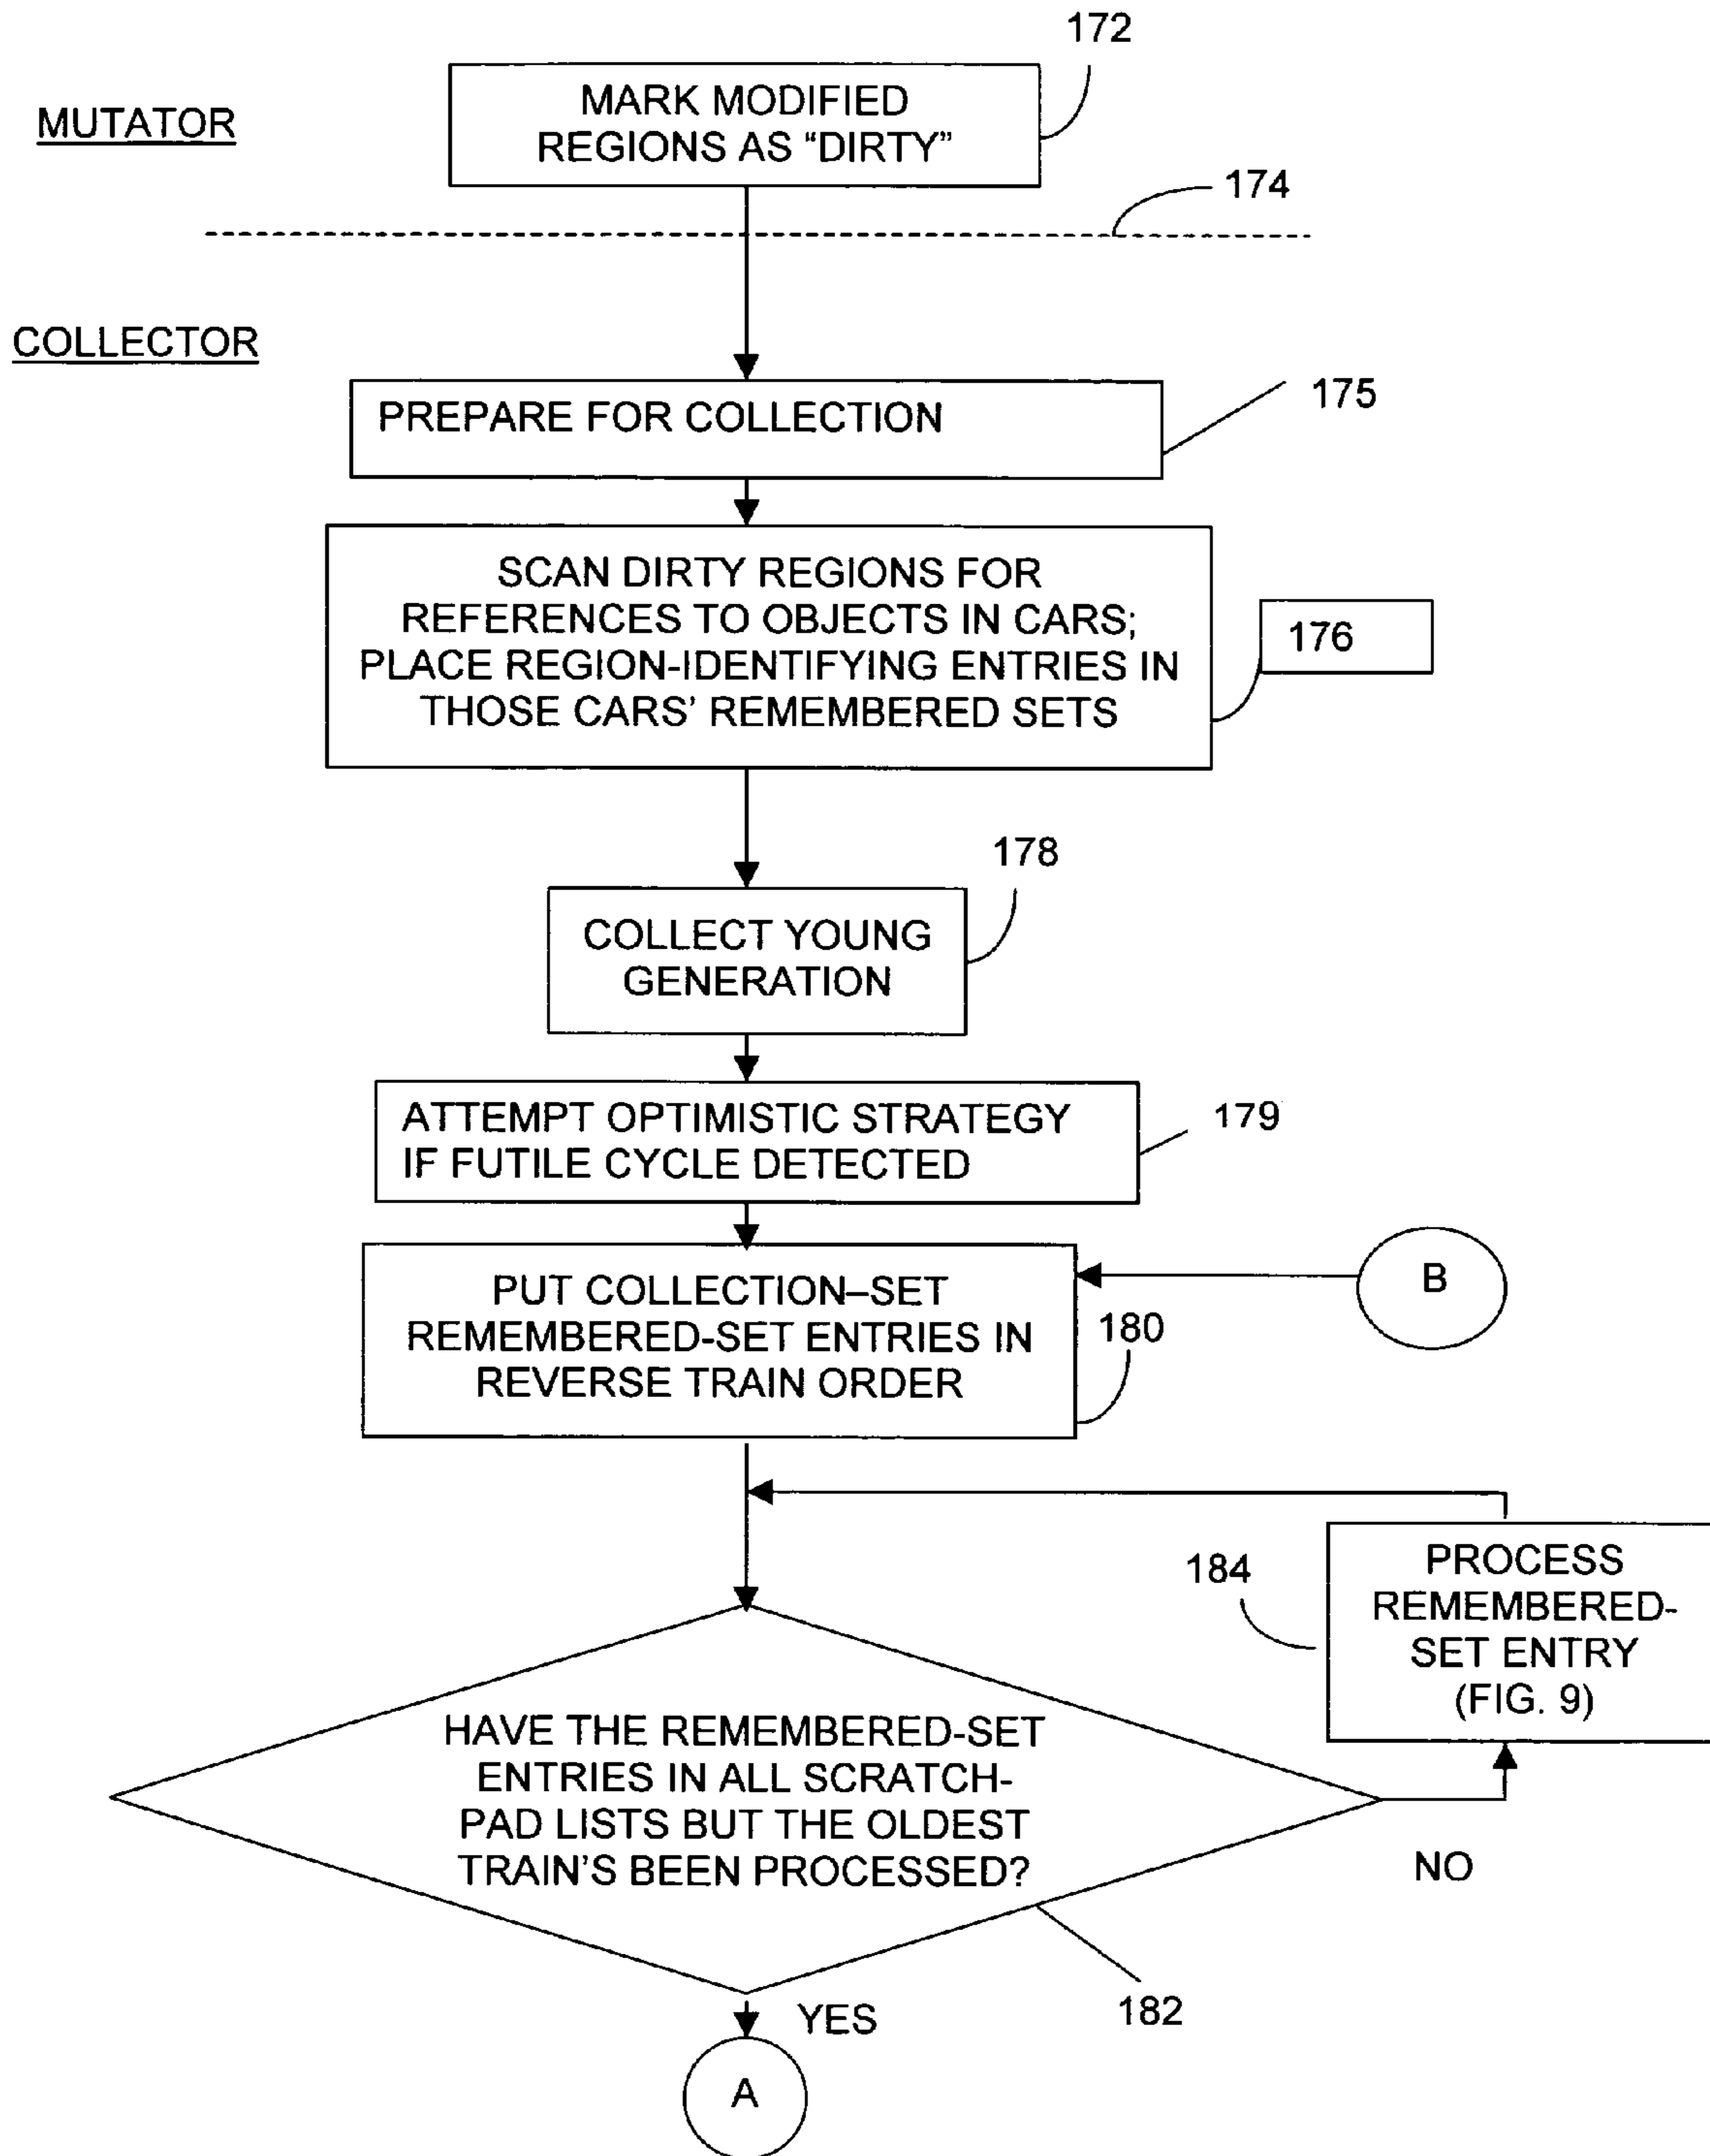 172
MUTATOR
MARK MODIFIED
REGIONS AS “DIRTY”
174
COLLECTOR
PREPARE FOR COLLECTION
175
SCAN DIRTY REGIONS FOR
REFERENCES TO OBJECTS IN CARS;
PLACE REGION-IDENTIFYING ENTRIES IN
THOSE CARS’ REMEMBERED SETS
176
178
COLLECT YOUNG
GENERATION
ATTEMPT OPTIMISTIC STRATEGY
IF FUTILE CYCLE DETECTED
179
PUT COLLECTION–SET
REMEMBERED-SET ENTRIES IN
REVERSE TRAIN ORDER
B
180
184
PROCESS
REMEMBERED-
SET ENTRY
(FIG. 9)
HAVE THE REMEMBERED-SET
ENTRIES IN ALL SCRATCH-
PAD LISTS BUT THE OLDEST
TRAIN’S BEEN PROCESSED?
NO
182
YES
A